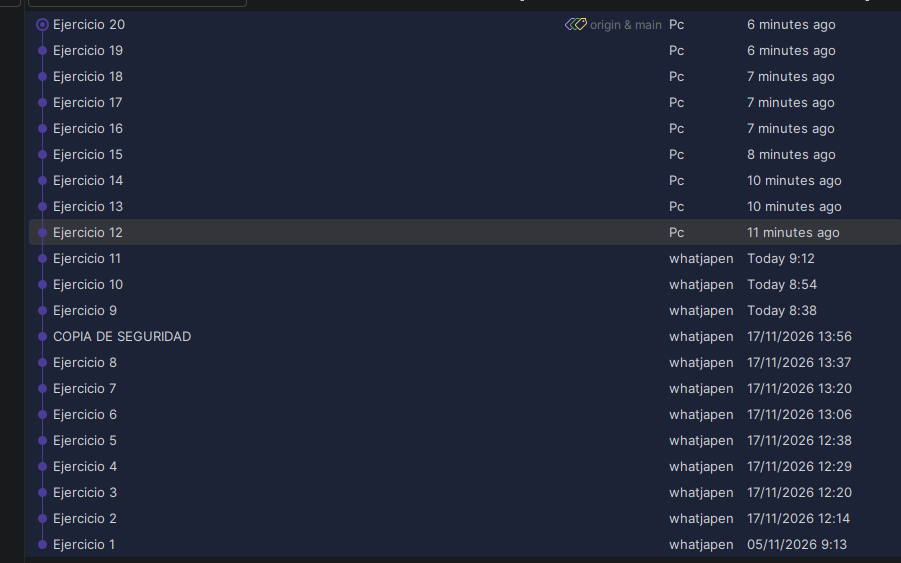 Ejercicio 20 origin & main Pc 6 minutes ago
Ejercicio 19 Pc 6 minutes ago
Ejercicio 18 Pc 7 minutes ago
Ejercicio 17 Pc 7 minutes ago
Ejercicio 16 Pc 7 minutes ago
Ejercicio 15 Pc 8 minutes ago
Ejercicio 14 Pc 10 minutes ago
Ejercicio 13 Pc 10 minutes ago
Ejercicio 12 Pc 11 minutes ago
Ejercicio 11 whatjapen Today 9:12
Ejercicio 10 whatjapen Today 8:54
Ejercicio 9 whatjapen Today 8:38
COPIA DE SEGURIDAD whatjapen 17/11/2026 13:56
Ejercicio 8 whatjapen 17/11/2026 13:37
Ejercicio 7 whatjapen 17/11/2026 13:20
Ejercicio 6 whatjapen 17/11/2026 13:06
Ejercicio 5 whatjapen 17/11/2026 12:38
Ejercicio 4 whatjapen 17/11/2026 12:29
Ejercicio 3 whatjapen 17/11/2026 12:20
Ejercicio 2 whatjapen 17/11/2026 12:14
Ejercicio 1 whatjapen 05/11/2026 9:13